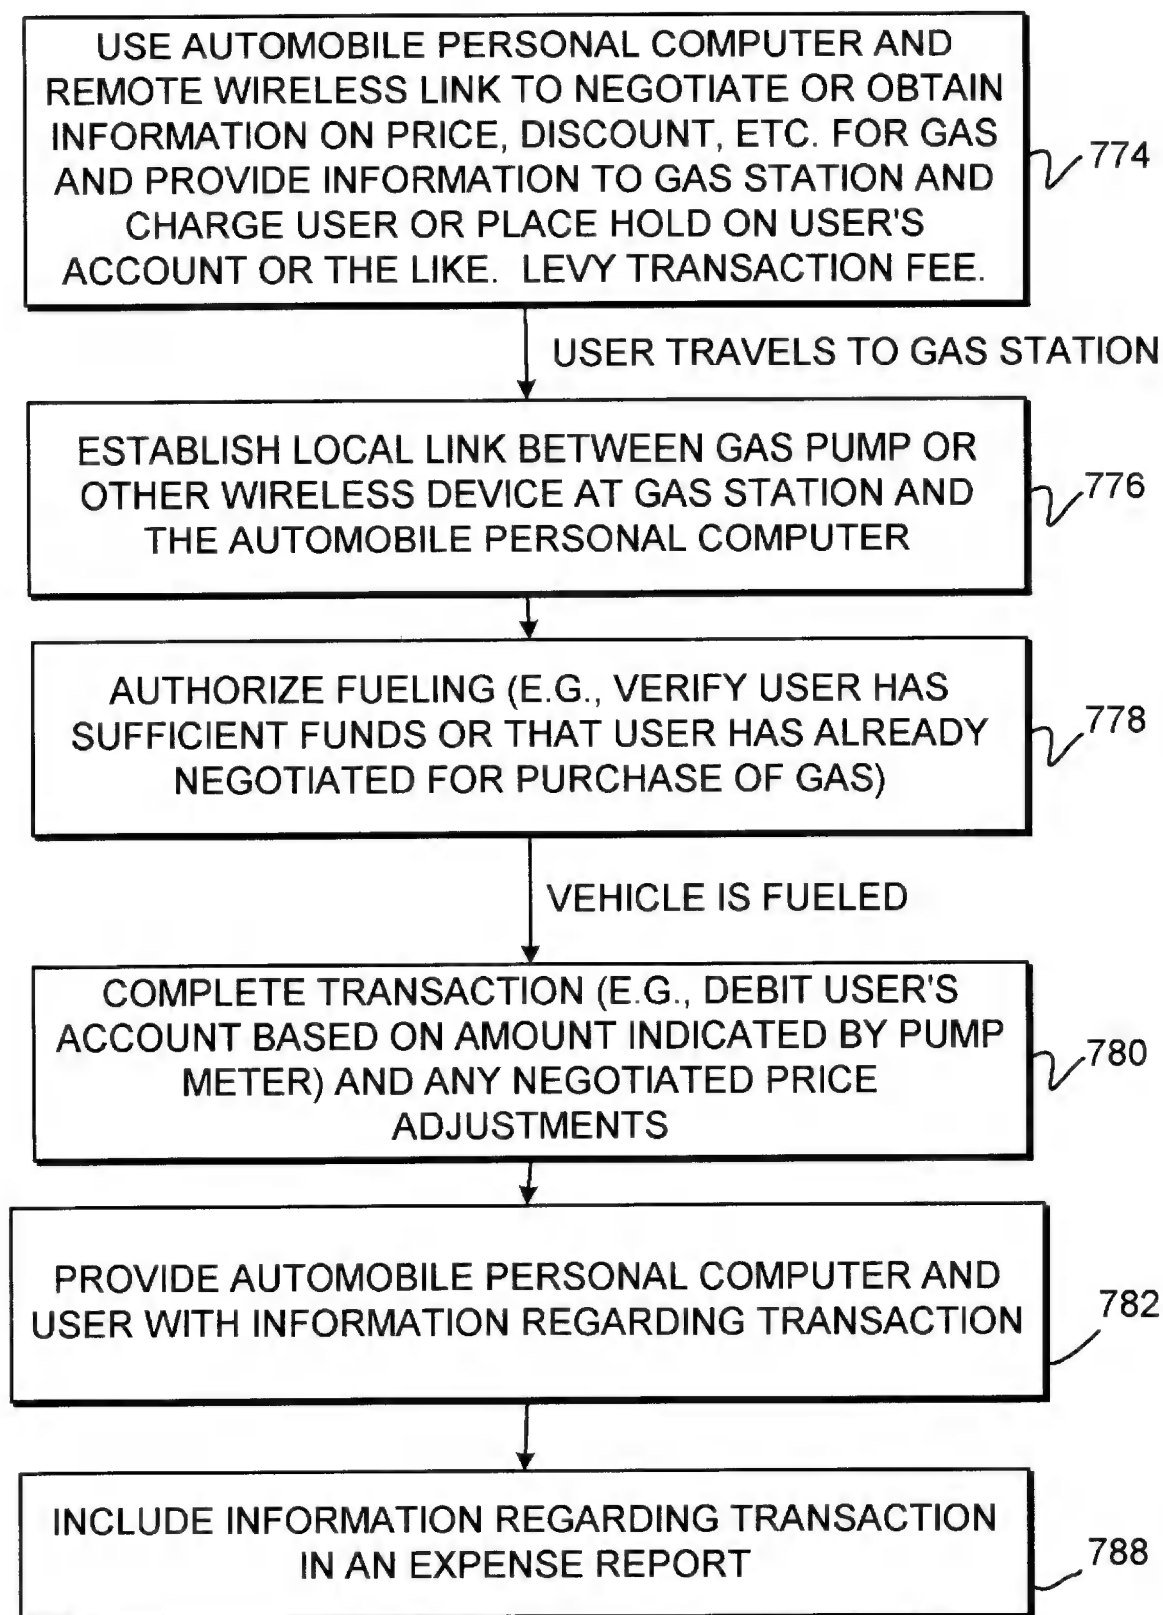 USE AUTOMOBILE PERSONAL COMPUTER AND
REMOTE WIRELESS LINK TO NEGOTIATE OR OBTAIN
INFORMATION ON PRICE, DISCOUNT, ETC. FOR GAS
AND PROVIDE INFORMATION TO GAS STATION AND
CHARGE USER OR PLACE HOLD ON USER'S
ACCOUNT OR THE LIKE. LEVY TRANSACTION FEE.
774
USER TRAVELS TO GAS STATION
ESTABLISH LOCAL LINK BETWEEN GAS PUMP OR
OTHER WIRELESS DEVICE AT GAS STATION AND
THE AUTOMOBILE PERSONAL COMPUTER
776
AUTHORIZE FUELING (E.G., VERIFY USER HAS
SUFFICIENT FUNDS OR THAT USER HAS ALREADY
NEGOTIATED FOR PURCHASE OF GAS)
778
VEHICLE IS FUELED
COMPLETE TRANSACTION (E.G., DEBIT USER'S
ACCOUNT BASED ON AMOUNT INDICATED BY PUMP
METER) AND ANY NEGOTIATED PRICE
ADJUSTMENTS
780
PROVIDE AUTOMOBILE PERSONAL COMPUTER AND
USER WITH INFORMATION REGARDING TRANSACTION
782
INCLUDE INFORMATION REGARDING TRANSACTION
IN AN EXPENSE REPORT
788